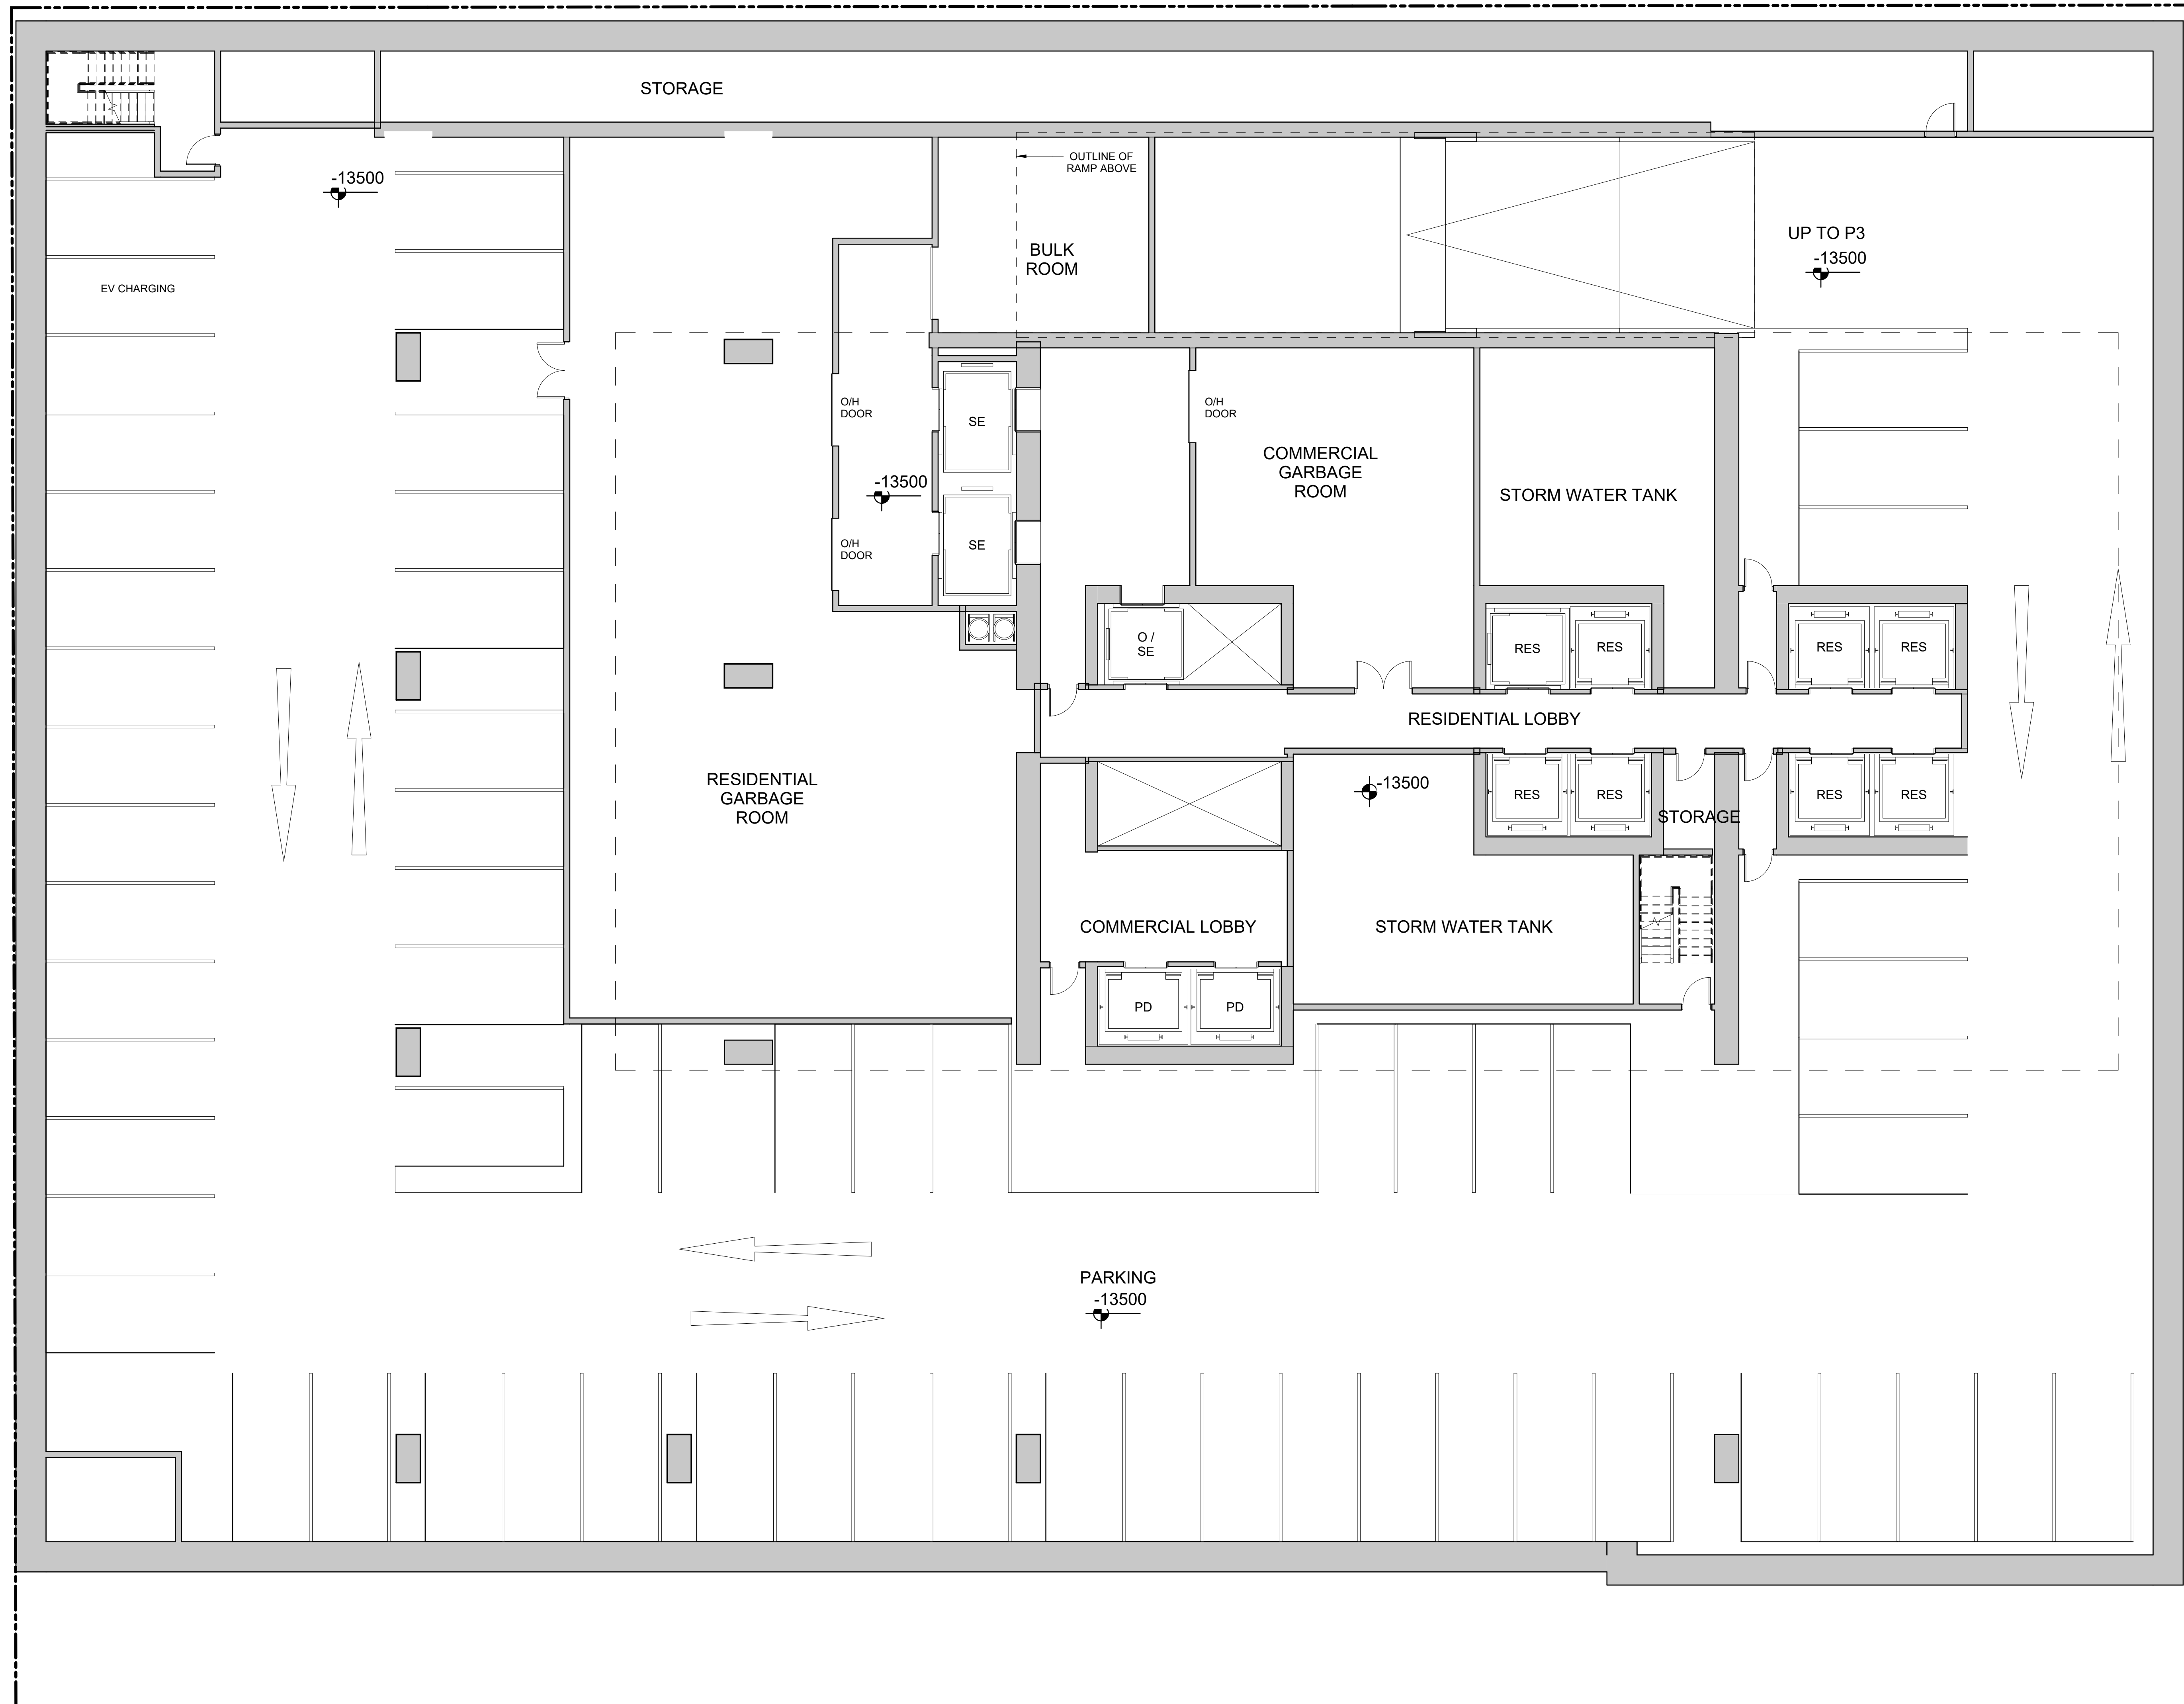 STORAGE
OUTLINE OF
RAMP ABOVE
-13500
UP TO P3
-13500
BULK
ROOM
EV CHARGING
O/H
DOOR
SE
O/H
DOOR
COMMERCIAL
GARBAGE
ROOM
-13500
STORM WATER TANK
O/H
DOOR
SE
O /
SE
RES
RES
RES
RES
RESIDENTIAL LOBBY
RESIDENTIAL
GARBAGE
ROOM
-13500
RES
RES
STORAGE
RES
RES
COMMERCIAL LOBBY
STORM WATER TANK
PD
PD
PARKING
-13500